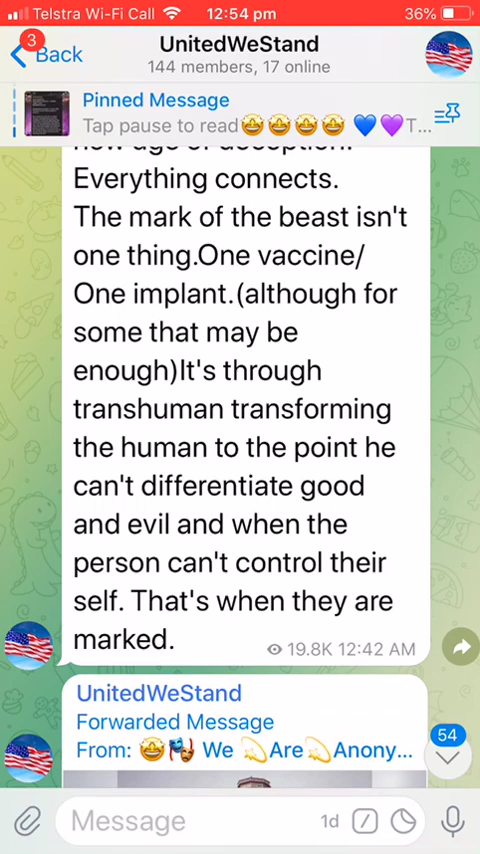 Telstra Wi-Fi Call 12:54 pm 36%
3
Back
UnitedWeStand
144 members, 17 online
Pinned Message
Tap pause to read🤩🤩🤩🤩 💙💜T...
new age of deception.
Everything connects.
The mark of the beast isn't
one thing.One vaccine/
One implant.(although for
some that may be
enough)It's through
transhuman transforming
the human to the point he
can't differentiate good
and evil and when the
person can't control their
self. That's when they are
marked.
19.8K 12:42 AM
UnitedWeStand
Forwarded Message
From: 🤩🎭 We 💫Are💫Anony...
54
Message
1d